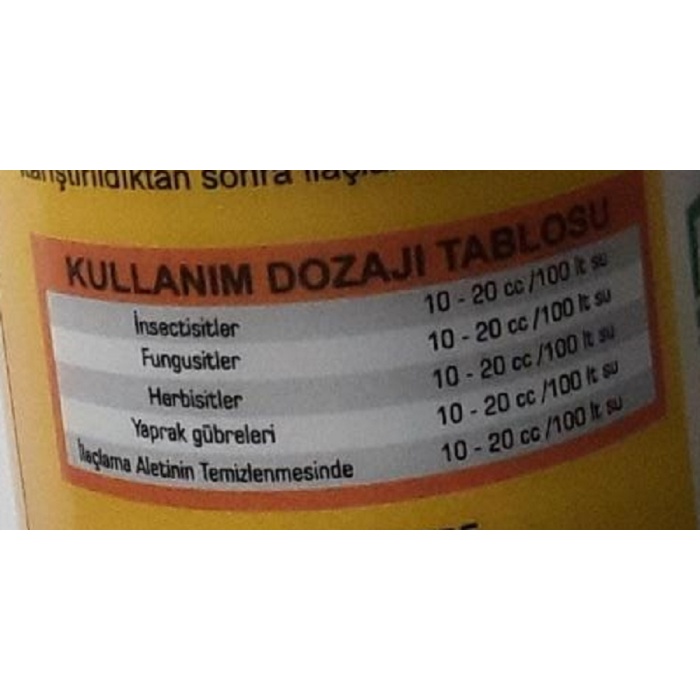 karıştırıldıktan sonra
KULLANIM DOZAJI TABLOSU
İnsectisitler 10 - 20 cc /100 lt su
Fungusitler 10 - 20 cc /100 lt su
Herbisitler 10 - 20 cc /100 lt su
Yaprak gübreleri 10 - 20 cc /100 lt su
İlaçlama Aletinin Temizlenmesinde 10 - 20 cc /100 lt su